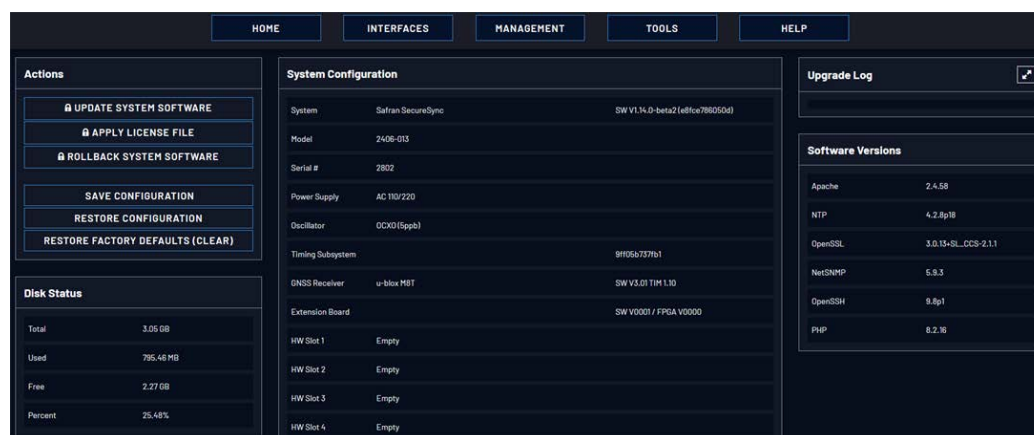 HOME INTERFACES MANAGEMENT TOOLS HELP
Actions
UPDATE SYSTEM SOFTWARE
APPLY LICENSE FILE
ROLLBACK SYSTEM SOFTWARE
SAVE CONFIGURATION
RESTORE CONFIGURATION
RESTORE FACTORY DEFAULTS (CLEAR)
Disk Status
Total 3.05 GB
Used 795.46 MB
Free 2.27 GB
Percent 25.48%
System Configuration
System Safran SecureSync SW V1.14.0-beta2 (e8fce786050d)
Model 2406-013
Serial # 2802
Power Supply AC 110/220
Oscillator OCXO (5ppb)
Timing Subsystem 9ff05b737fb1
GNSS Receiver u-blox M8T SW V3.01 TIM 1.10
Extension Board SW V0001 / FPGA V0000
HW Slot 1 Empty
HW Slot 2 Empty
HW Slot 3 Empty
HW Slot 4 Empty
Upgrade Log
Software Versions
Apache 2.4.58
NTP 4.2.8p18
OpenSSL 3.0.13+SL_CCS-2.1.1
NetSNMP 5.9.3
OpenSSH 9.8p1
PHP 8.2.16